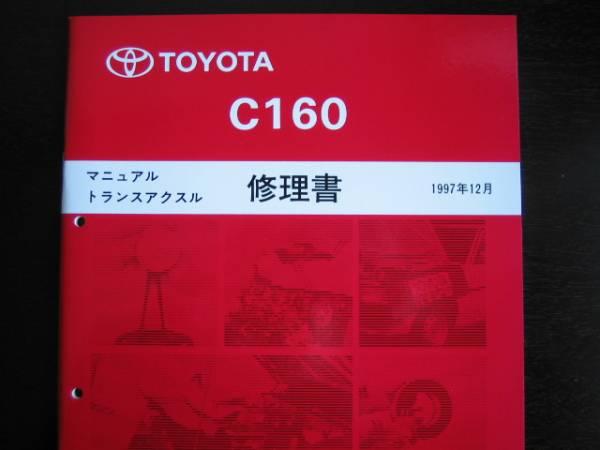 TOYOTA
C160
マニュアル
トランスアクスル
修理書
1997年12月